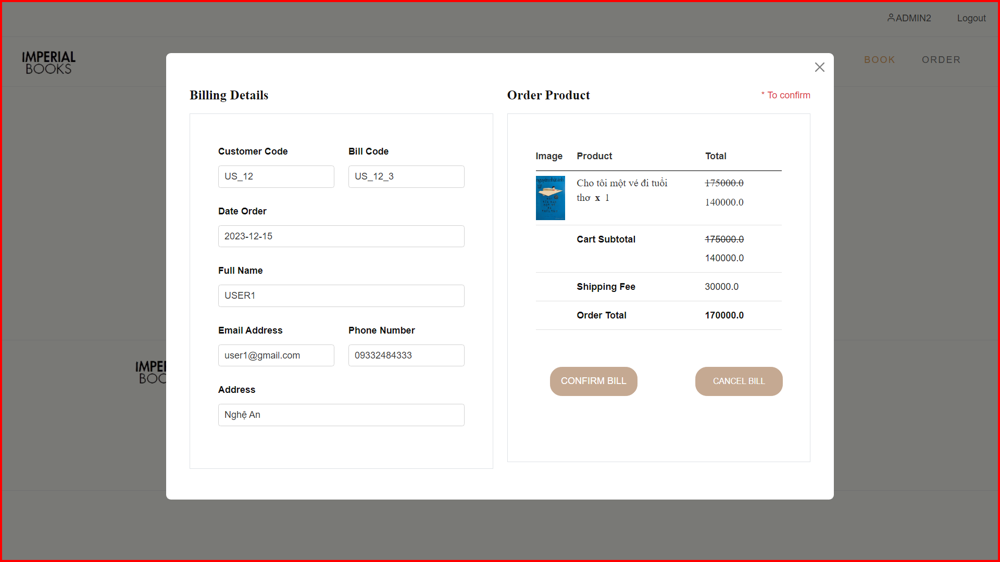 ADMIN2
Logout
IMPERIAL
BOOKS
BOOK
ORDER
Billing Details
Customer Code
Bill Code
US_12
US_12_3
Date Order
2023-12-15
Full Name
USER1
Email Address
Phone Number
user1@gmail.com
09332484333
Address
Nghệ An
Order Product
* To confirm
Image Product Total
nguyễn nhật ánh
Cho tôi một vé đi tuổi
thơ x 1
175000.0
140000.0
Cart Subtotal
175000.0
140000.0
Shipping Fee 30000.0
Order Total 170000.0
CONFIRM BILL
CANCEL BILL